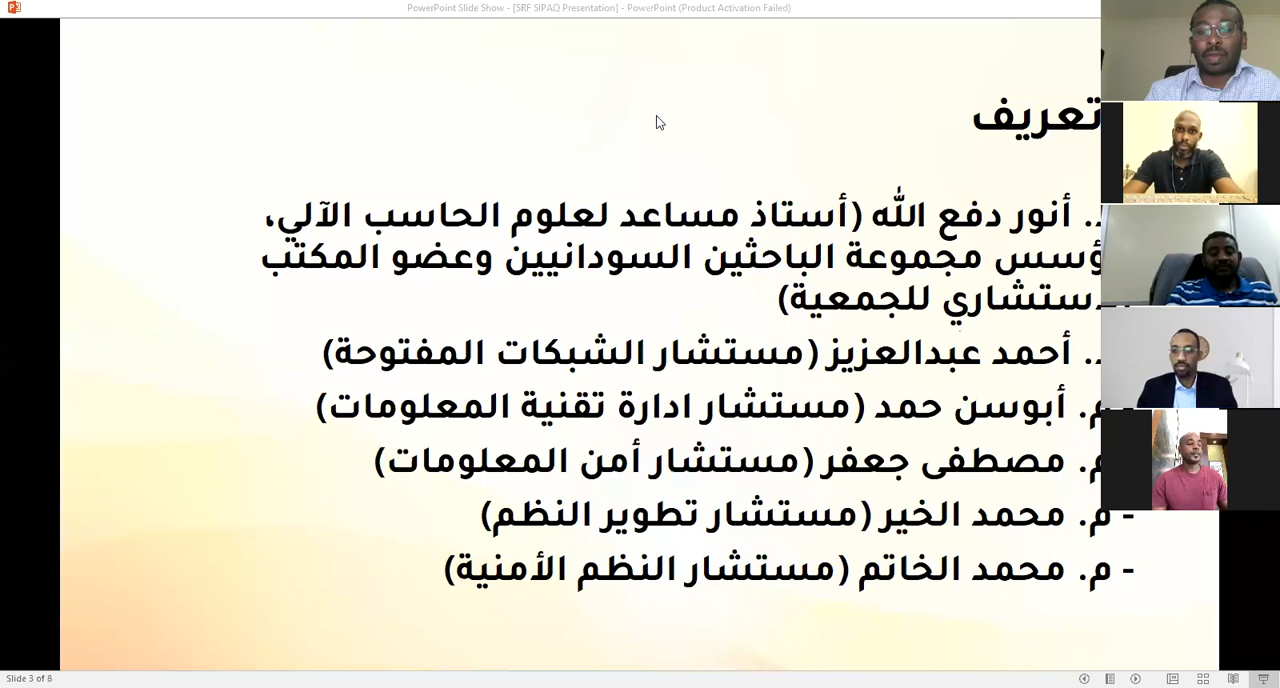 PowerPoint Slide Show - [SRF SIPAQ Presentation] - PowerPoint (Product Activation Failed)
تعريف
د. أنور دفع الله (أستاذ مساعد لعلوم الحاسب الآلي،
مجموعة الباحثين السودانيين وعضو المكتب
للجمعية)
أحمد عبدالعزيز (مستشار الشبكات المفتوحة)
م. أبوسن حمد (مستشار ادارة تقنية المعلومات)
م. مصطفى جعفر (مستشار أمن المعلومات)
- م. محمد الخير (مستشار تطوير النظم)
- م. محمد الخاتم (مستشار النظم الأمنية)
Slide 3 of 8